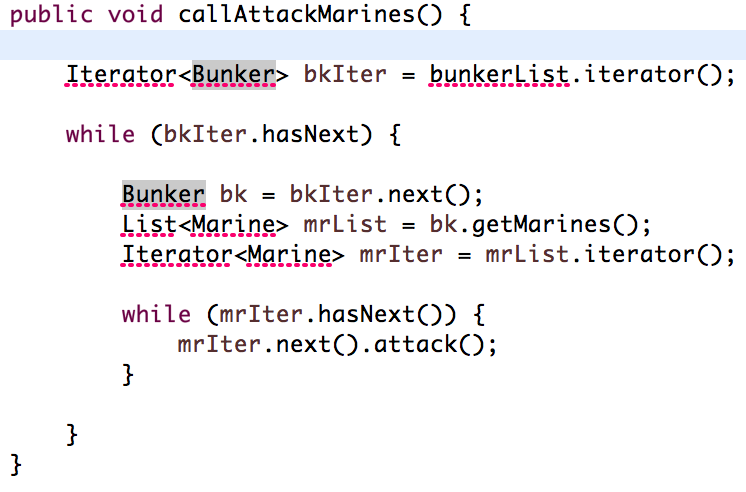 public void callAttackMarines() {
Iterator<Bunker> bkIter = bunkerList.iterator();
while (bkIter.hasNext) {
Bunker bk = bkIter.next();
List<Marine> mrList = bk.getMarines();
Iterator<Marine> mrIter = mrList.iterator();
while (mrIter.hasNext()) {
mrIter.next().attack();
}
}
}